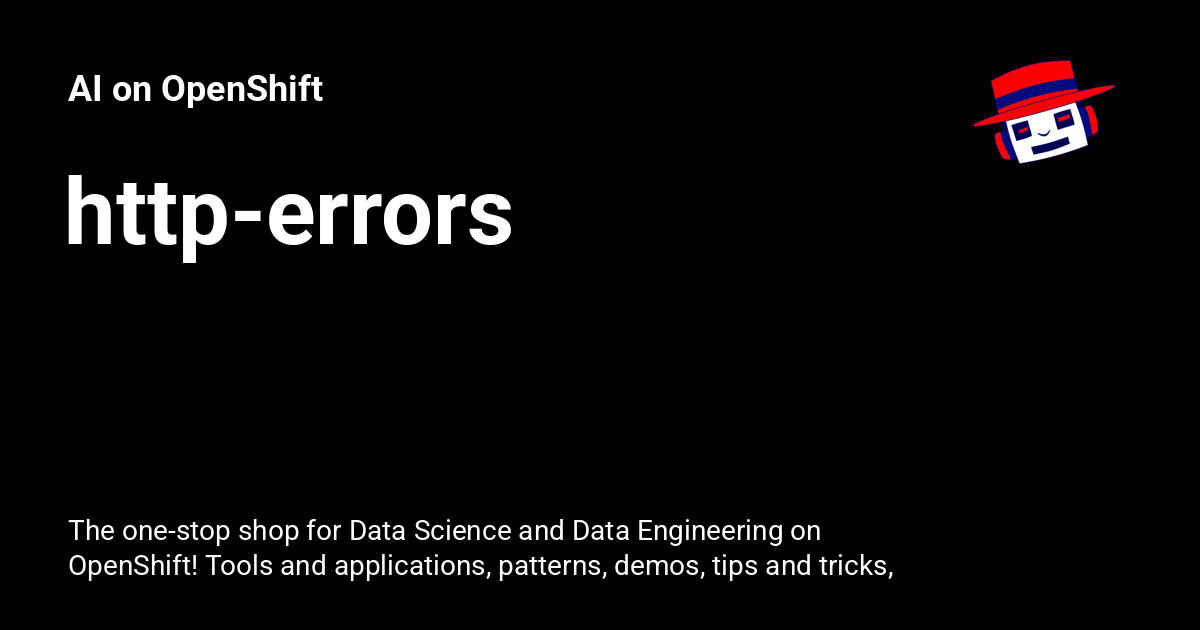 AI on OpenShift
http-errors
The one-stop shop for Data Science and Data Engineering on
OpenShift! Tools and applications, patterns, demos, tips and tricks,